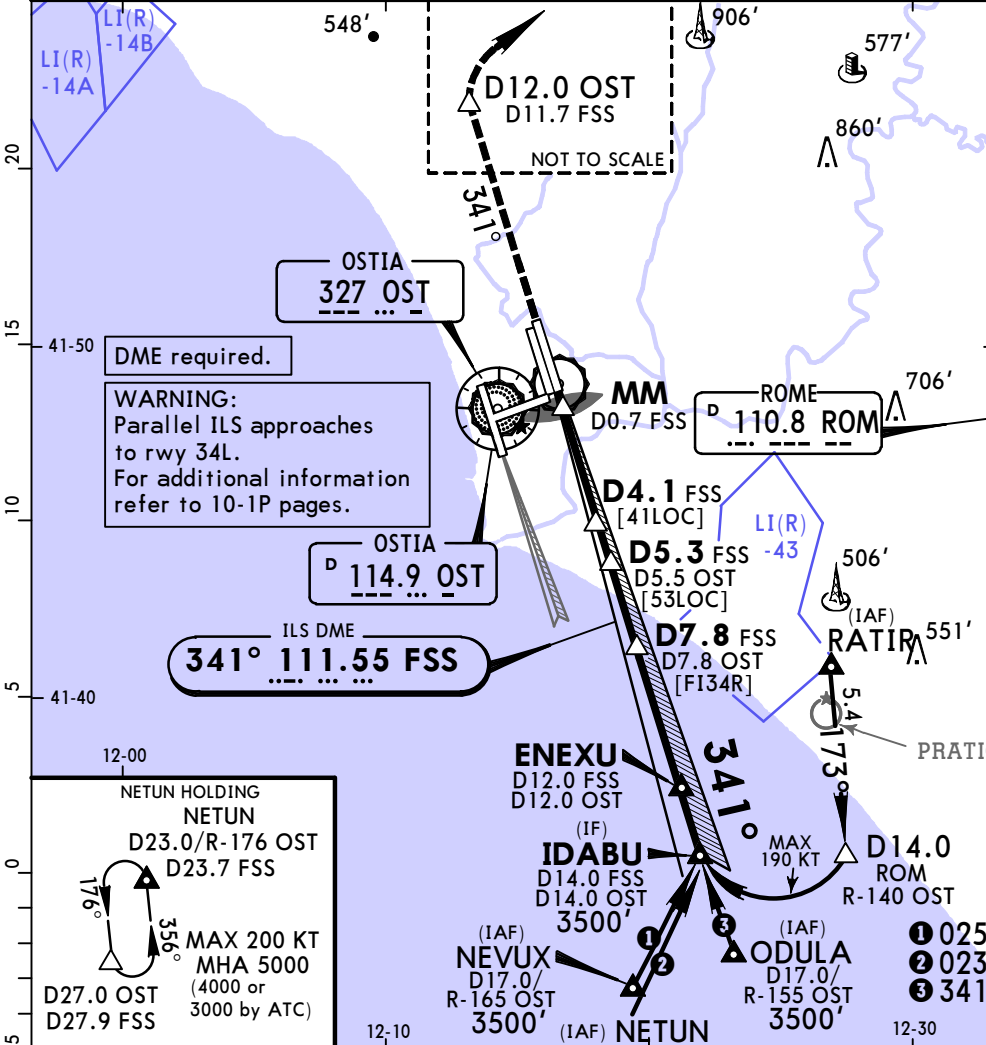 LI(R)
-14B
LI(R)
-14A
548'
906'
577'
860'
D12.0 OST
D11.7 FSS
NOT TO SCALE
341°
20
15
10
5
0
5
OSTIA
327 OST
41-50
DME required.
WARNING:
Parallel ILS approaches
to rwy 34L.
For additional information
refer to 10-1P pages.
MM
D0.7 FSS
ROME
D 110.8 ROM
706'
D4.1 FSS
[41LOC]
LI(R)
-43
OSTIA
D 114.9 OST
D5.3 FSS
D5.5 OST
[53LOC]
506'
(IAF)
RATIR
551'
ILS DME
341° 111.55 FSS
D7.8 FSS
D7.8 OST
[FI34R]
41-40
5.4
173°
12-00
ENEXU
D12.0 FSS
D12.0 OST
341°
(IF)
IDABU
D14.0 FSS
D14.0 OST
3500'
MAX
190 KT
D14.0
ROM
R-140 OST
NETUN HOLDING
NETUN
D23.0/R-176 OST
D23.7 FSS
176°
356°
MAX 200 KT
MHA 5000
(4000 or
3000 by ATC)
D27.0 OST
D27.9 FSS
(IAF)
NEVUX
D17.0/
R-165 OST
3500'
1
2
3
(IAF)
ODULA
D17.0/
R-155 OST
3500'
1 025
2 023
3 341
12-10
(IAF) NETUN
12-30